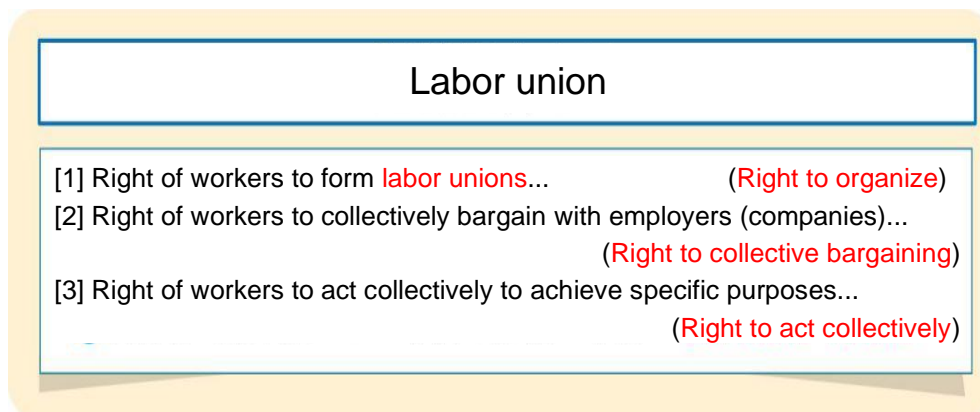 Labor union
[1] Right of workers to form labor unions... (Right to organize)
[2] Right of workers to collectively bargain with employers (companies)...
(Right to collective bargaining)
[3] Right of workers to act collectively to achieve specific purposes...
(Right to act collectively)